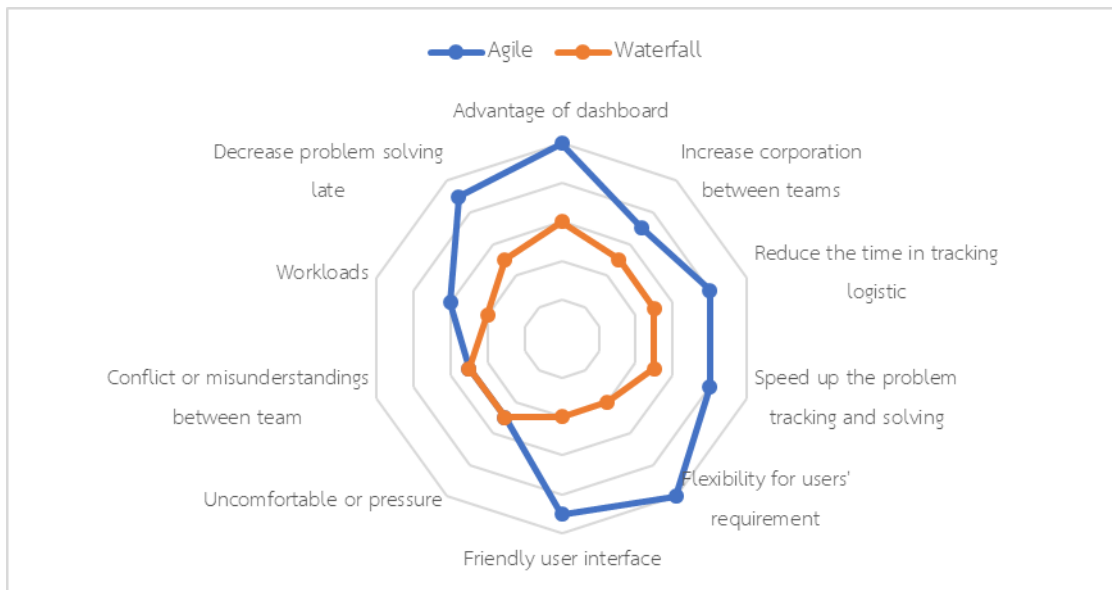 Agile
Waterfall
Advantage of dashboard
Increase corporation
between teams
Reduce the time in tracking
logistic
Speed up the problem
tracking and solving
Flexibility for users'
requirement
Friendly user interface
Uncomfortable or pressure
Conflict or misunderstandings
between team
Workloads
Decrease problem solving
late